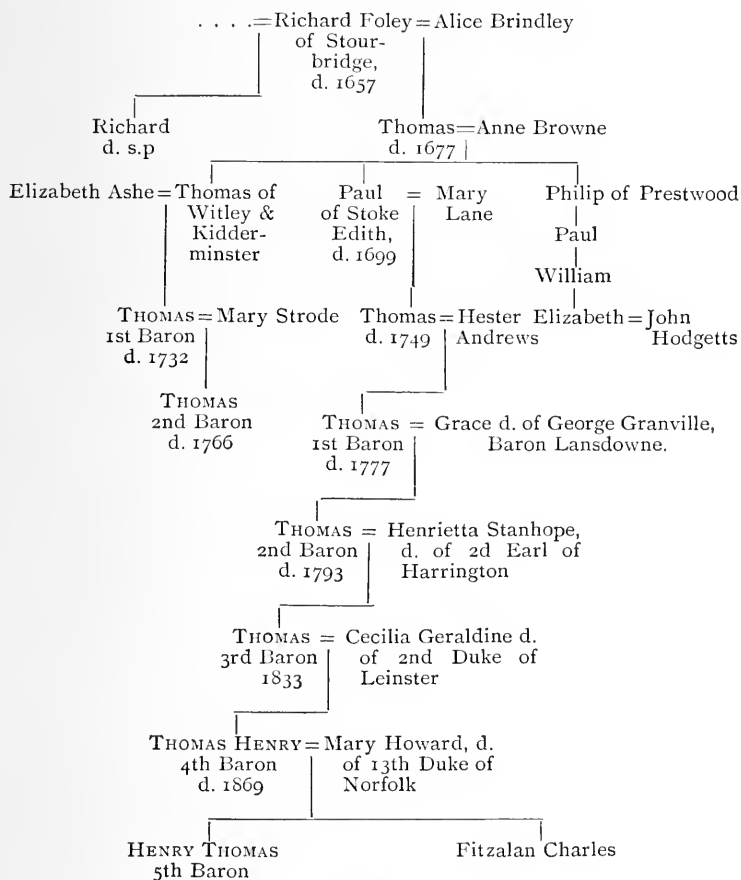 . . . .=Richard Foley=Alice Brindley
of Stour-
bridge,
d. 1657
Richard
d. s.p
Thomas=Anne Browne
d. 1677
Elizabeth Ashe=Thomas of
Witley &
Kidder-
minster
Paul = Mary
of Stoke Lane
Edith,
d. 1699
Philip of Prestwood
Paul
William
THOMAS=Mary Strode
1st Baron
d. 1732
Thomas=Hester
d. 1749 Andrews
Elizabeth=John
Hodgetts
THOMAS
2nd Baron
d. 1766
THOMAS = Grace d. of George Granville,
1st Baron Baron Lansdowne.
d. 1777
THOMAS = Henrietta Stanhope,
2nd Baron d. of 2d Earl of
d. 1793 Harrington
THOMAS = Cecilia Geraldine d.
3rd Baron of 2nd Duke of
1833 Leinster
THOMAS HENRY=Mary Howard, d.
4th Baron of 13th Duke of
d. 1869 Norfolk
HENRY THOMAS Fitzalan Charles
5th Baron